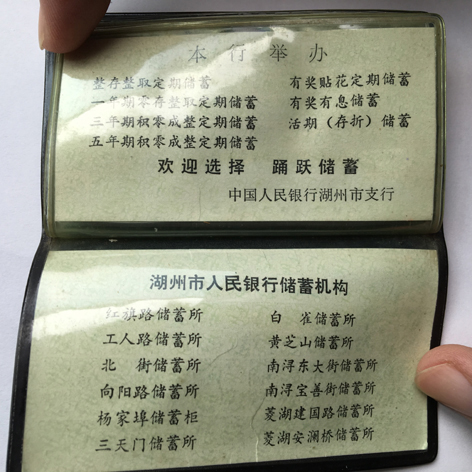 本行举办
整存整取定期储蓄 有奖贴花定期储蓄
一年期零存整取定期储蓄 有奖有息储蓄
三年期积零成整定期储蓄 活期（存折）储蓄
五年期积零成整定期储蓄
欢迎选择 踊跃储蓄
中国人民银行湖州市支行
湖州市人民银行储蓄机构
红旗路储蓄所 白雀储蓄所
工人路储蓄所 黄芝山储蓄所
北街储蓄所 南浔东大街储蓄所
向阳路储蓄所 南浔宝善街储蓄所
杨家埠储蓄柜 菱湖建国路储蓄所
三天门储蓄所 菱湖安澜桥储蓄所